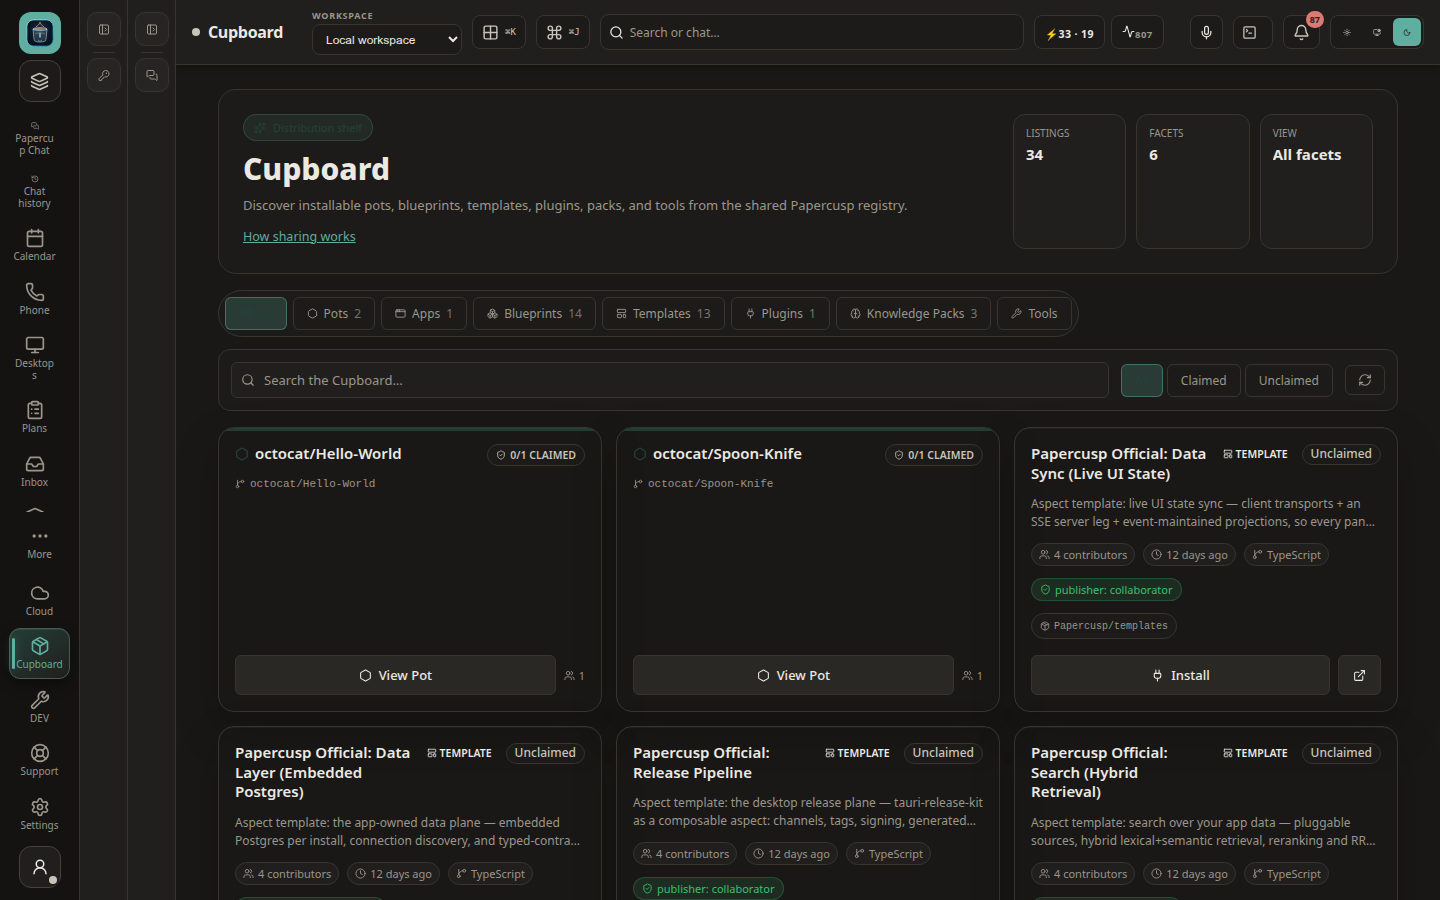 Cupboard
WORKSPACE
Local workspace
⌘K
⌘J
Search or chat...
⚡33 · 19
807
87
Papercu
p Chat
Chat
history
Calendar
Phone
Desktop
s
Plans
Inbox
More
Cloud
Cupboard
DEV
Support
Settings
Distribution shelf
Cupboard
Discover installable pots, blueprints, templates, plugins, packs, and tools from the shared Papercusp registry.
How sharing works
LISTINGS
34
FACETS
6
VIEW
All facets
Pots 2
Apps 1
Blueprints 14
Templates 13
Plugins 1
Knowledge Packs 3
Tools
Search the Cupboard...
Claimed
Unclaimed
octocat/Hello-World
0/1 CLAIMED
octocat/Hello-World
View Pot
1
octocat/Spoon-Knife
0/1 CLAIMED
octocat/Spoon-Knife
View Pot
1
Papercusp Official: Data
Sync (Live UI State)
TEMPLATE
Unclaimed
Aspect template: live UI state sync — client transports + an
SSE server leg + event-maintained projections, so every pan...
4 contributors
12 days ago
TypeScript
publisher: collaborator
Papercusp/templates
Install
Papercusp Official: Data
Layer (Embedded
Postgres)
TEMPLATE
Unclaimed
Aspect template: the app-owned data plane — embedded
Postgres per install, connection discovery, and typed-contra...
4 contributors
12 days ago
TypeScript
Papercusp Official:
Release Pipeline
TEMPLATE
Unclaimed
Aspect template: the desktop release plane — tauri-release-kit
as a composable aspect: channels, tags, signing, generated...
4 contributors
12 days ago
TypeScript
publisher: collaborator
Papercusp Official:
Search (Hybrid
Retrieval)
TEMPLATE
Unclaimed
Aspect template: search over your app data — pluggable
sources, hybrid lexical+semantic retrieval, reranking and RR...
4 contributors
12 days ago
TypeScript